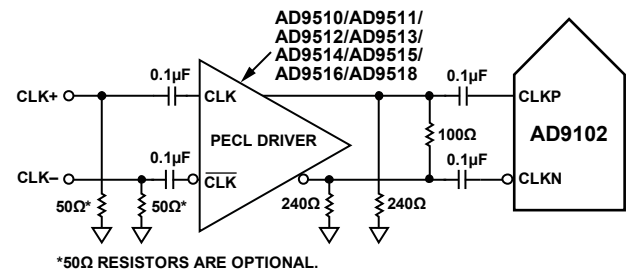 AD9510/AD9511/
AD9512/AD9513/
AD9514/AD9515/
AD9516/AD9518
0.1µF
0.1µF
CLK+
CLK
CLKP
PECL DRIVER
100Ω
AD9102
0.1µF
0.1µF
CLK–
CLK
CLKN
50Ω*
50Ω*
240Ω
240Ω
*50Ω RESISTORS ARE OPTIONAL.